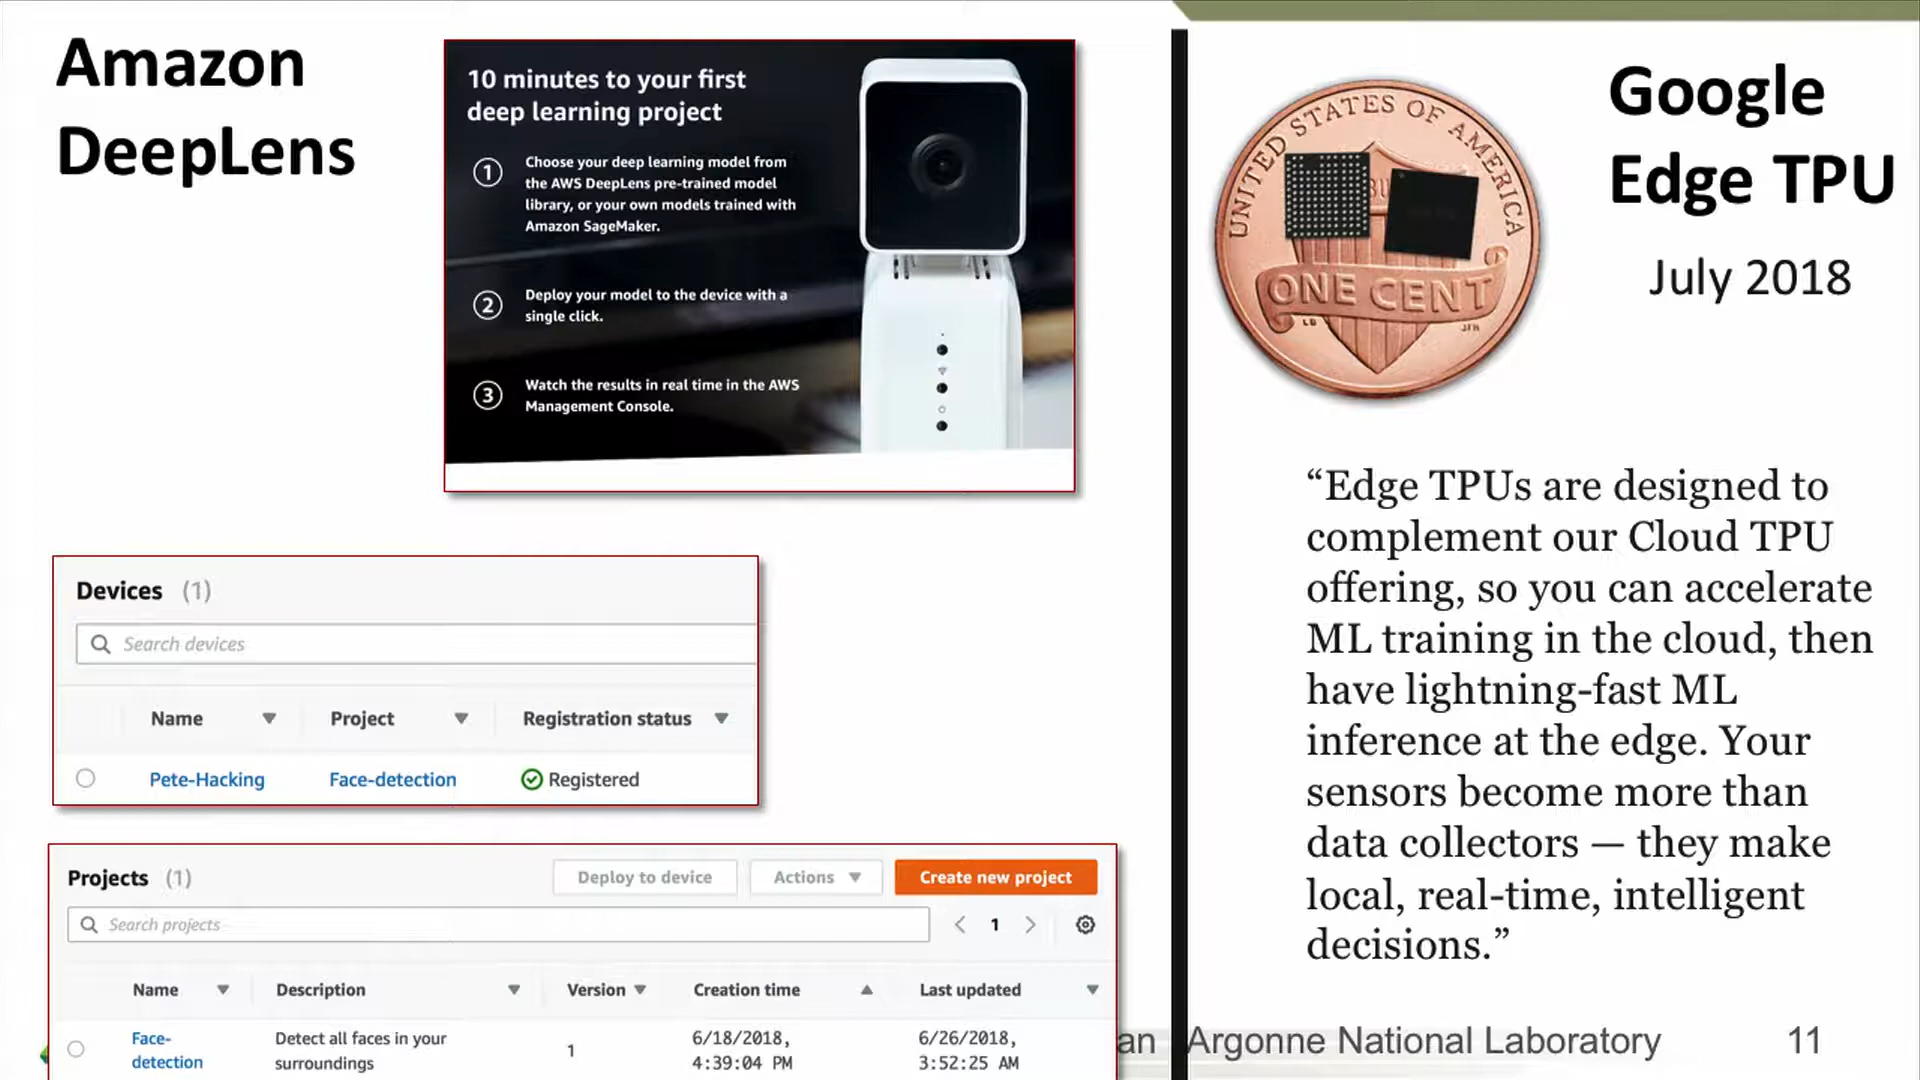 Amazon
DeepLens
10 minutes to your first
deep learning project
1
Choose your deep learning model from
the AWS DeepLens pre-trained model
library, or your own models trained with
Amazon SageMaker.
2
Deploy your model to the device with a
single click.
3
Watch the results in real time in the AWS
Management Console.
Devices (1)
Search devices
Name Project Registration status
Pete-Hacking Face-detection Registered
Projects (1) Deploy to device Actions Create new project
Search projects 1
Name Description Version Creation time Last updated
Face-
detection
Detect all faces in your
surroundings
1
6/18/2018,
4:39:04 PM
6/26/2018,
3:52:25 AM
Google
Edge TPU
July 2018
UNITED STATES OF AMERICA
ONE CENT
LB JFM
“Edge TPUs are designed to
complement our Cloud TPU
offering, so you can accelerate
ML training in the cloud, then
have lightning-fast ML
inference at the edge. Your
sensors become more than
data collectors — they make
local, real-time, intelligent
decisions.”
an Argonne National Laboratory 11